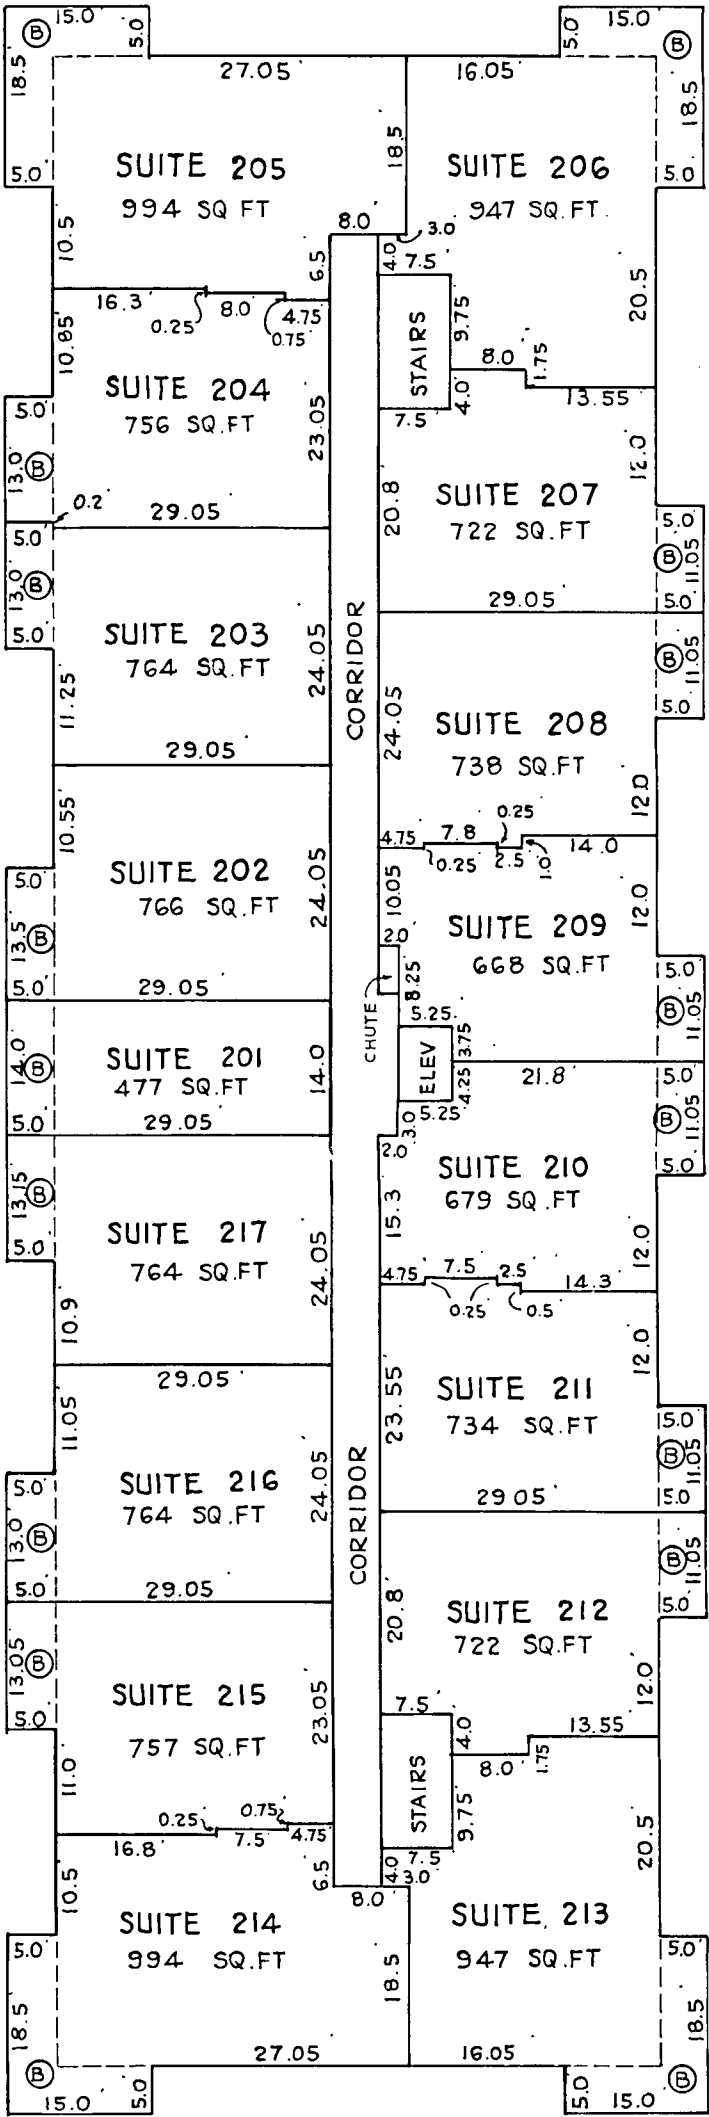 15.0'
15.0'
B
5.0'
5.0'
B
18.5'
27.05'
16.05'
18.5'
SUITE 205
994 SQ FT
18.5'
SUITE 206
947 SQ.FT.
5.0'
5.0'
8.0'
3.0
10.5'
6.5'
4.0
7.5'
20.5'
16.3'
0.25
8.0'
0.75
4.75
STAIRS
9.75
10.85'
8.0'
1.75
13.55
SUITE 204
756 SQ.FT
23.05
7.5'
4.0'
5.0'
13.0'
B
12.0'
0.2
29.05'
20.8'
SUITE 207
722 SQ.FT
5.0'
5.0'
13.0'
B
B
11.05
5.0'
29.05'
5.0'
SUITE 203
764 SQ.FT
24.05
CORRIDOR
B
11.05
11.25'
24.05
5.0'
SUITE 208
738 SQ.FT
29.05'
10.55'
12.0'
4.75
7.8'
0.25
0.25
2.5
1.0
14.0'
SUITE 202
766 SQ.FT
24.05
10.05
12.0'
5.0'
SUITE 209
668 SQ.FT
13.5'
B
2.0
5.0'
8.25
5.0'
29.05'
CHUTE
5.25
B
11.05
ELEV
3.75
14.0'
B
SUITE 201
477 SQ.FT
14.0'
21.8'
5.0'
4.25
5.0'
29.05'
5.25
3.0
B
11.05
2.0
5.0'
13.15
B
SUITE 210
679 SQ.FT
5.0'
SUITE 217
764 SQ.FT
24.05
15.3'
12.0'
4.75
7.5'
2.5
14.3'
0.25
0.5
10.9'
29.05'
12.0'
11.05'
23.55'
SUITE 211
734 SQ.FT
5.0'
5.0'
SUITE 216
764 SQ.FT
24.05
CORRIDOR
B
11.05
13.0'
B
29 05'
5.0
5.0'
29.05'
B
11.05
20.8'
SUITE 212
722 SQ.FT
5.0'
13.05
B
SUITE 215
757 SQ.FT
23.05
12.0'
5.0'
7.5'
4.0
13.55'
11.0'
8.0'
1.75
0.25
0.75
STAIRS
9.75
16.8'
7.5'
4.75
20.5'
10.5'
6.5
4.0
7.5
3.0
8.0'
SUITE 214
994 SQ.FT
SUITE, 213
947 SQ.FT
5.0'
5.0'
18.5'
18.5
18.5'
27.05
16.05'
B
5.0'
5.0'
B
15.0'
15.0'